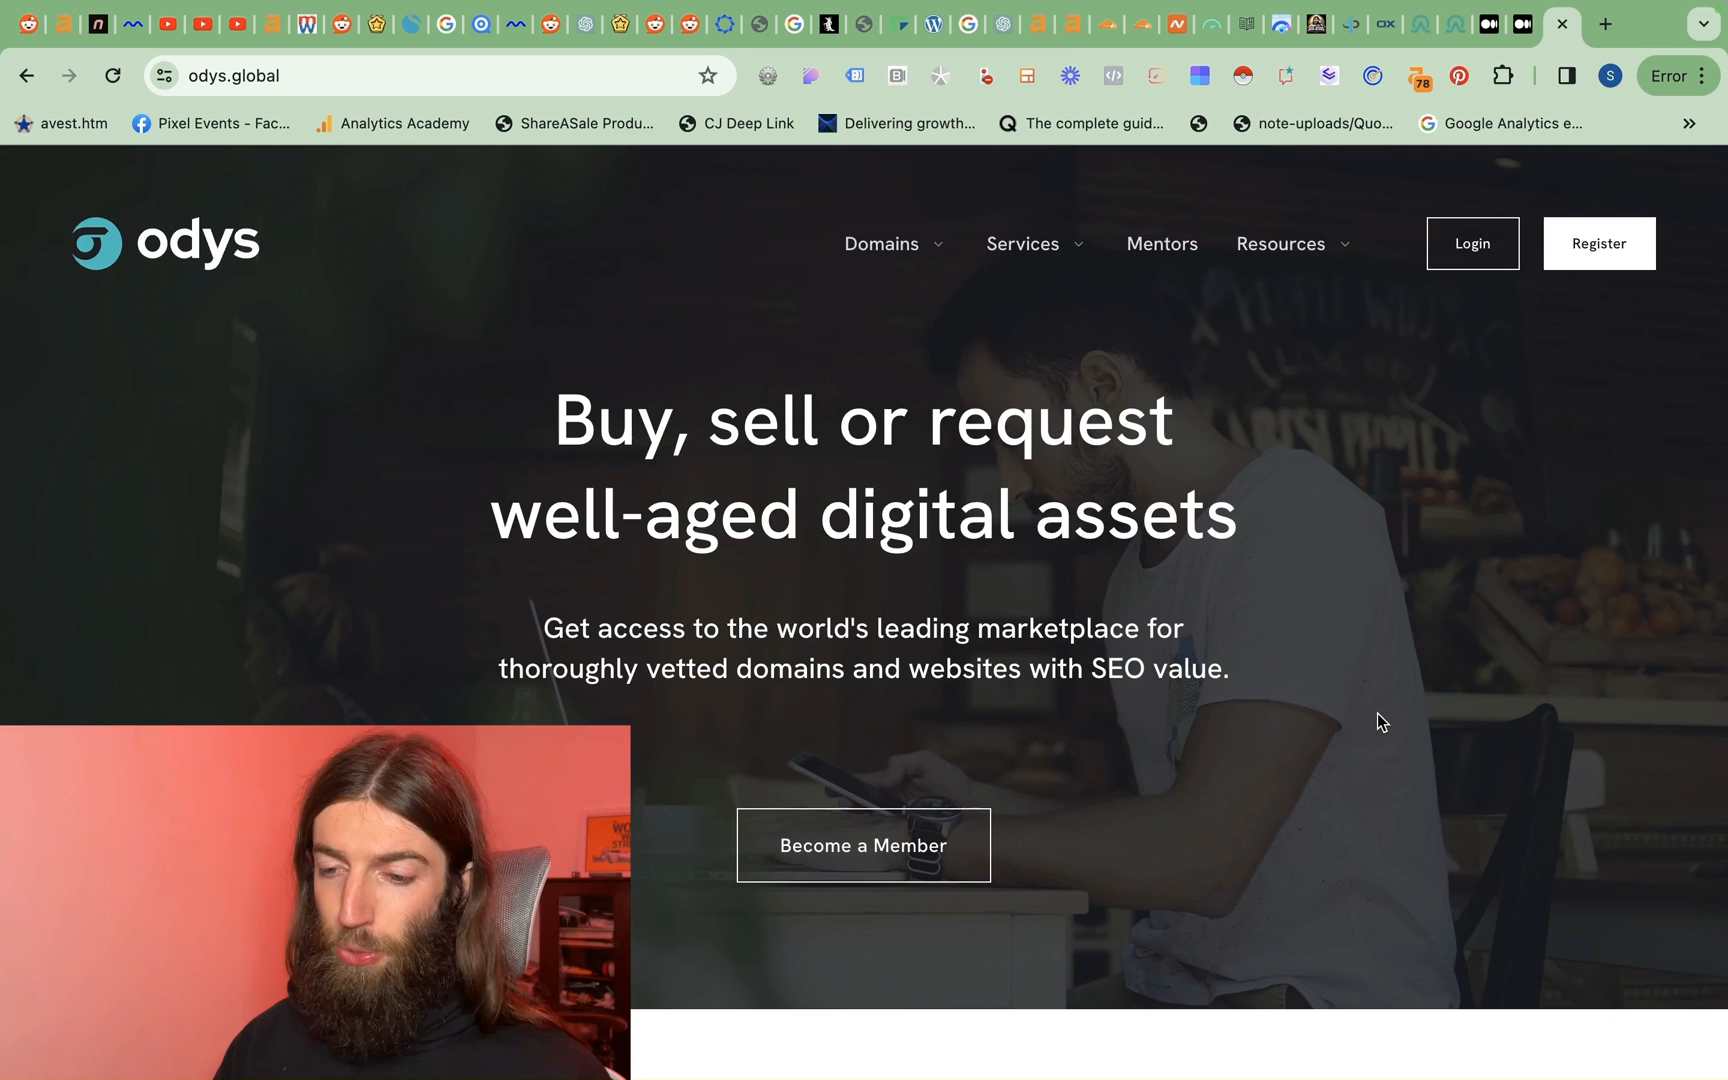 odys.global
S
Error
78
avest.htm
Pixel Events - Fac...
Analytics Academy
ShareASale Produ...
CJ Deep Link
Delivering growth...
The complete guid...
note-uploads/Quo...
Google Analytics e...
odys
Domains
Services
Mentors
Resources
Login
Register
Buy, sell or request
well-aged digital assets
Get access to the world's leading marketplace for
thoroughly vetted domains and websites with SEO value.
Become a Member